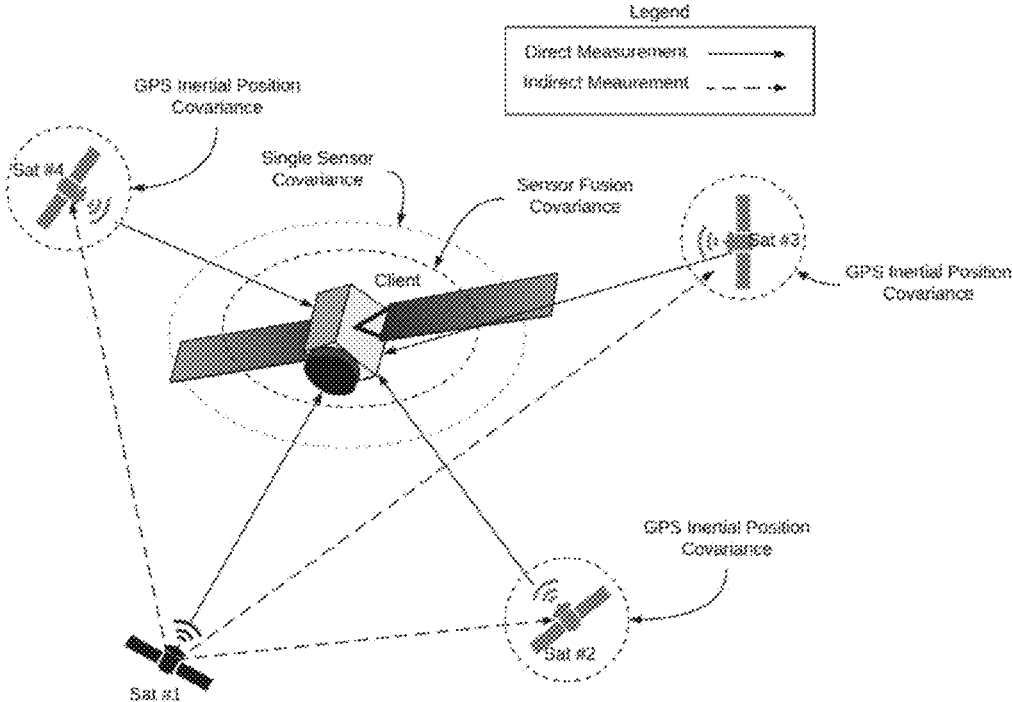 Legend
Direct Measurement
Indirect Meaurement
GPS Inertial Position
Covariance
Sat #4
Single Sensor
Covariance
Sensor Fusion
Covariance
Client
Sat #3
GPS Inertial Position
Covariance
GPS Inertial Position
Covariance
Sat #2
Sat #1